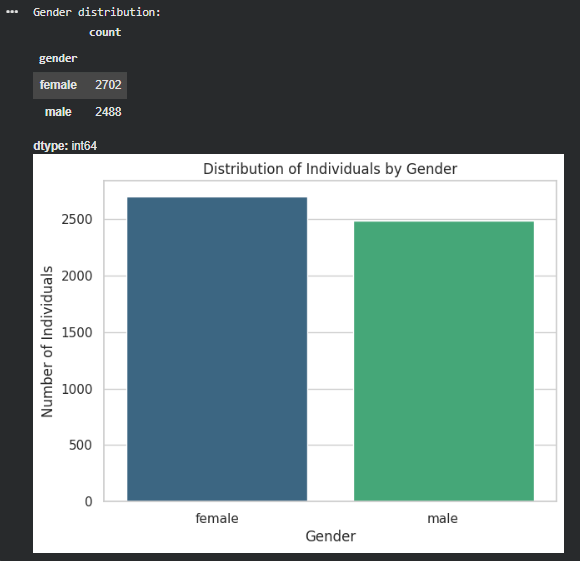 Gender distribution:
count
gender
female 2702
male 2488
dtype: int64
Distribution of Individuals by Gender
2500
2000
1500
1000
500
0
Number of Individuals
female male
Gender